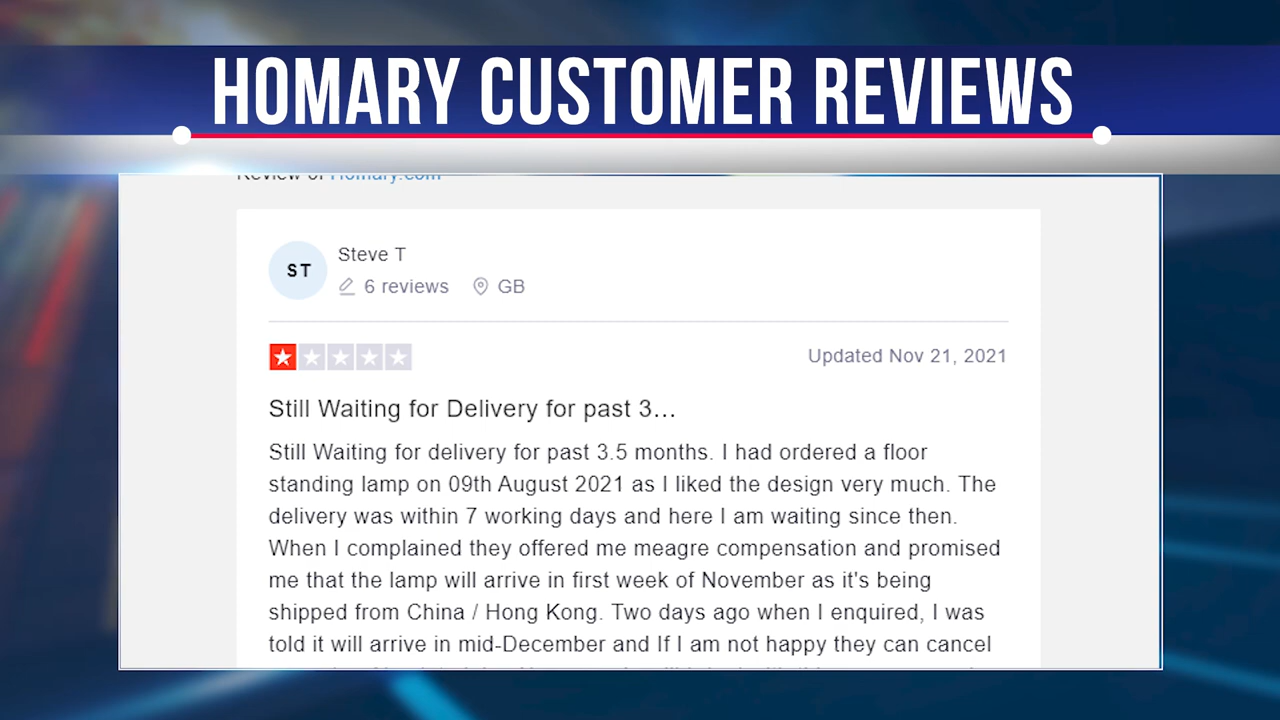 HOMARY CUSTOMER REVIEWS
Review of Homary.com
ST
Steve T
6 reviews
GB
Updated Nov 21, 2021
Still Waiting for Delivery for past 3...
Still Waiting for delivery for past 3.5 months. I had ordered a floor
standing lamp on 09th August 2021 as I liked the design very much. The
delivery was within 7 working days and here I am waiting since then.
When I complained they offered me meagre compensation and promised
me that the lamp will arrive in first week of November as it's being
shipped from China / Hong Kong. Two days ago when I enquired, I was
told it will arrive in mid-December and If I am not happy they can cancel